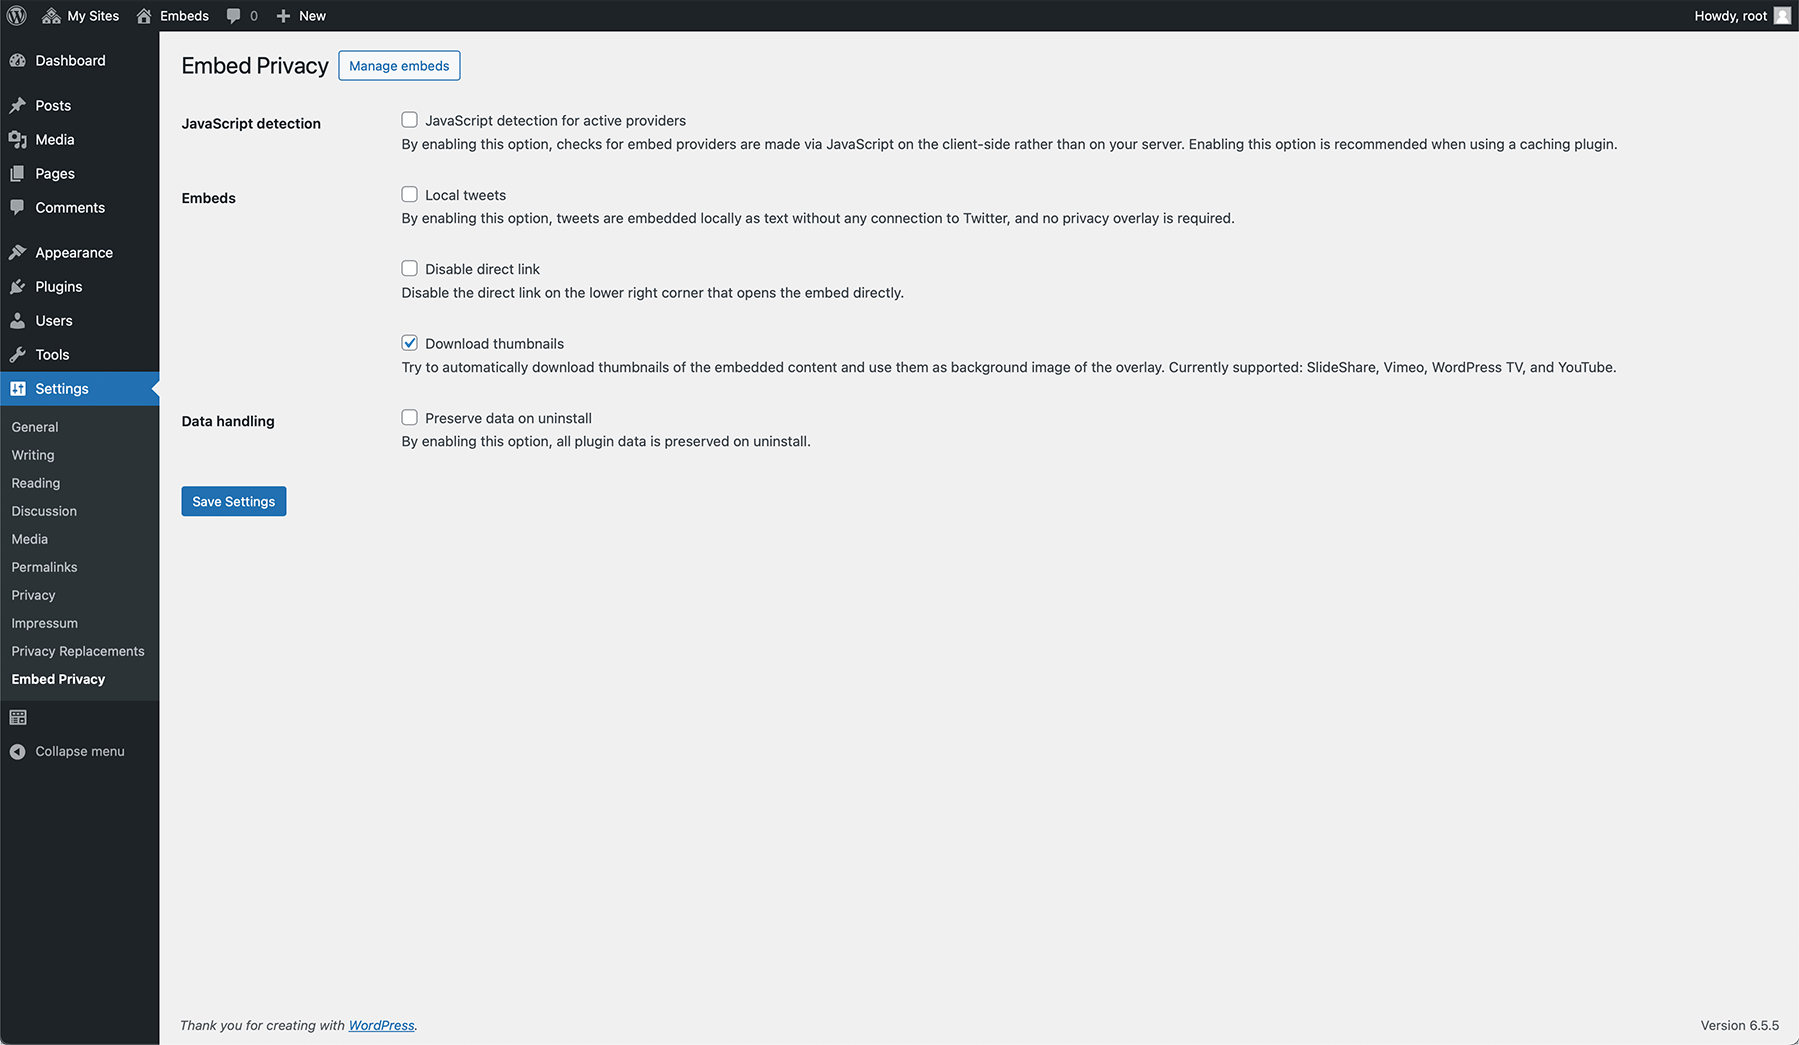 My Sites Embeds 0 New Howdy, root
Dashboard
Posts
Media
Pages
Comments
Appearance
Plugins
Users
Tools
Settings
General
Writing
Reading
Discussion
Media
Permalinks
Privacy
Impressum
Privacy Replacements
Embed Privacy
Collapse menu
Embed Privacy Manage embeds
JavaScript detection
JavaScript detection for active providers
By enabling this option, checks for embed providers are made via JavaScript on the client-side rather than on your server. Enabling this option is recommended when using a caching plugin.
Embeds
Local tweets
By enabling this option, tweets are embedded locally as text without any connection to Twitter, and no privacy overlay is required.
Disable direct link
Disable the direct link on the lower right corner that opens the embed directly.
Download thumbnails
Try to automatically download thumbnails of the embedded content and use them as background image of the overlay. Currently supported: SlideShare, Vimeo, WordPress TV, and YouTube.
Data handling
Preserve data on uninstall
By enabling this option, all plugin data is preserved on uninstall.
Save Settings
Thank you for creating with WordPress.
Version 6.5.5